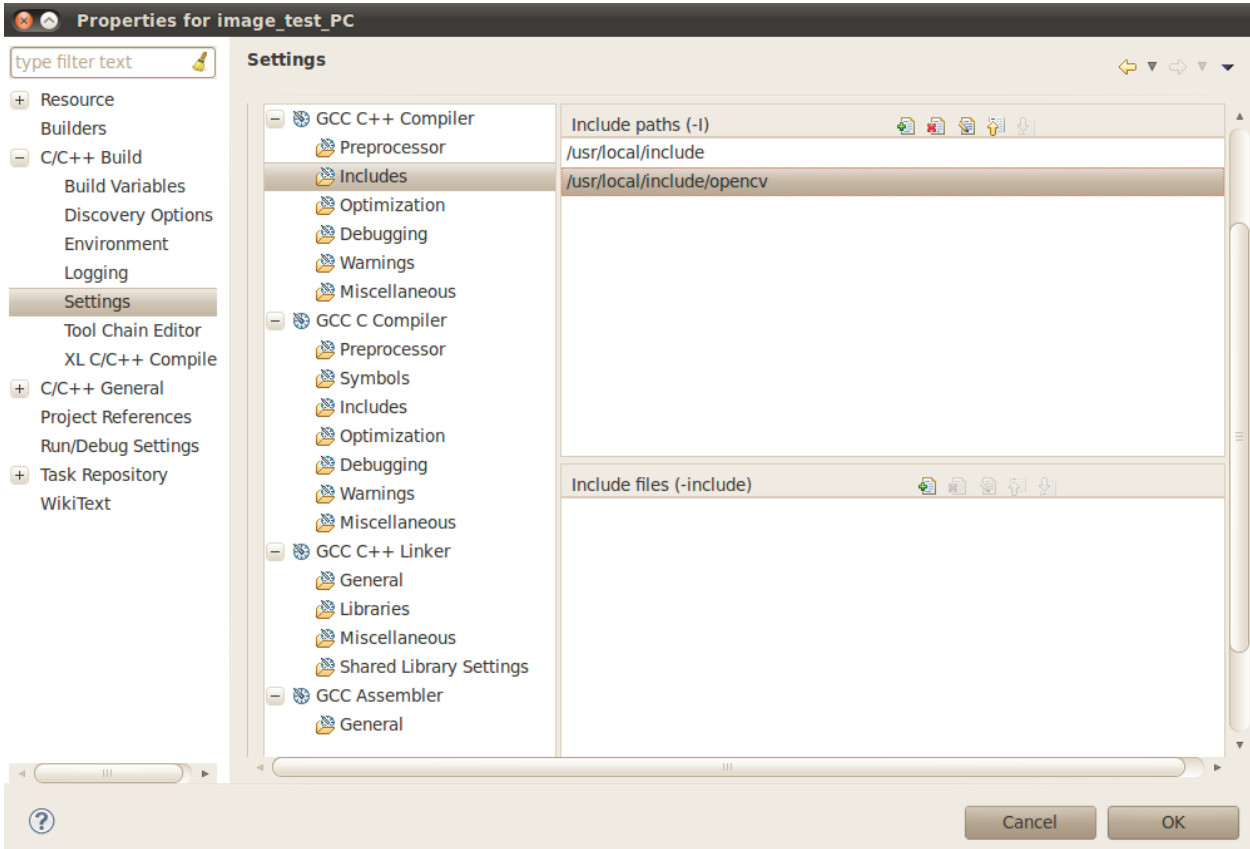 Properties for image_test_PC
type filter text
Resource
Builders
C/C++ Build
Build Variables
Discovery Options
Environment
Logging
Settings
Tool Chain Editor
XL C/C++ Compile
C/C++ General
Project References
Run/Debug Settings
Task Repository
WikiText
Settings
GCC C++ Compiler
Preprocessor
Includes
Optimization
Debugging
Warnings
Miscellaneous
GCC C Compiler
Preprocessor
Symbols
Includes
Optimization
Debugging
Warnings
Miscellaneous
GCC C++ Linker
General
Libraries
Miscellaneous
Shared Library Settings
GCC Assembler
General
Include paths (-I)
/usr/local/include
/usr/local/include/opencv
Include files (-include)
Cancel
OK